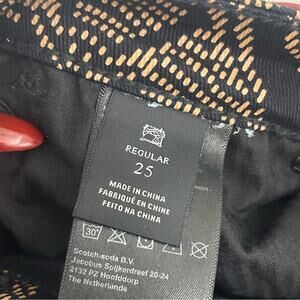 REGULAR
25
MADE IN CHINA
FABRIQUÉ EN CHINE
FEITO NA CHINA
30°
Scotch-soda B.V.
Jacobus Spijkerdreef 20-24
2132 PZ Hoofddorp
The Netherlands